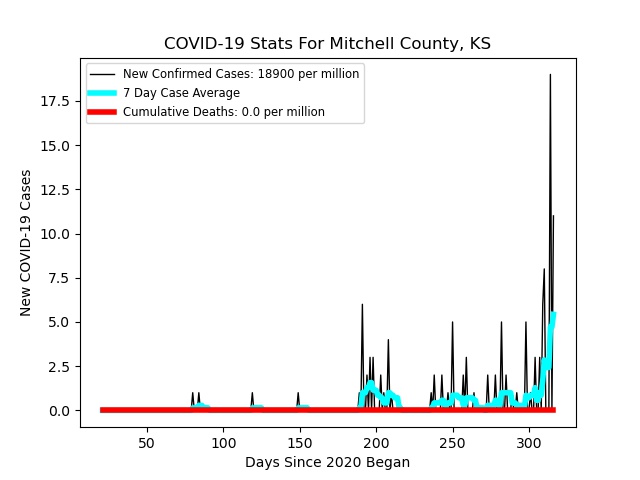 COVID-19 Stats For Mitchell County, KS
New Confirmed Cases: 18900 per million
7 Day Case Average
Cumulative Deaths: 0.0 per million
New COVID-19 Cases
17.5
15.0
12.5
10.0
7.5
5.0
2.5
0.0
50 100 150 200 250 300
Days Since 2020 Began